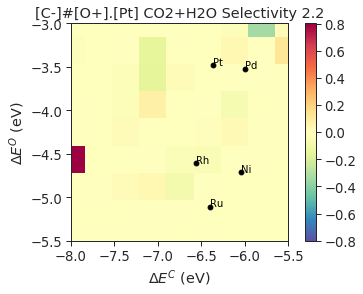 [C-]#[O+].[Pt] CO2+H2O Selectivity 2.2
−3.0
−3.5
−4.0
−4.5
−5.0
−5.5
ΔE^O (eV)
Pt
Pd
Rh
Ni
Ru
−8.0 −7.5 −7.0 −6.5 −6.0 −5.5
ΔE^C (eV)
0.8
0.6
0.4
0.2
0.0
−0.2
−0.4
−0.6
−0.8